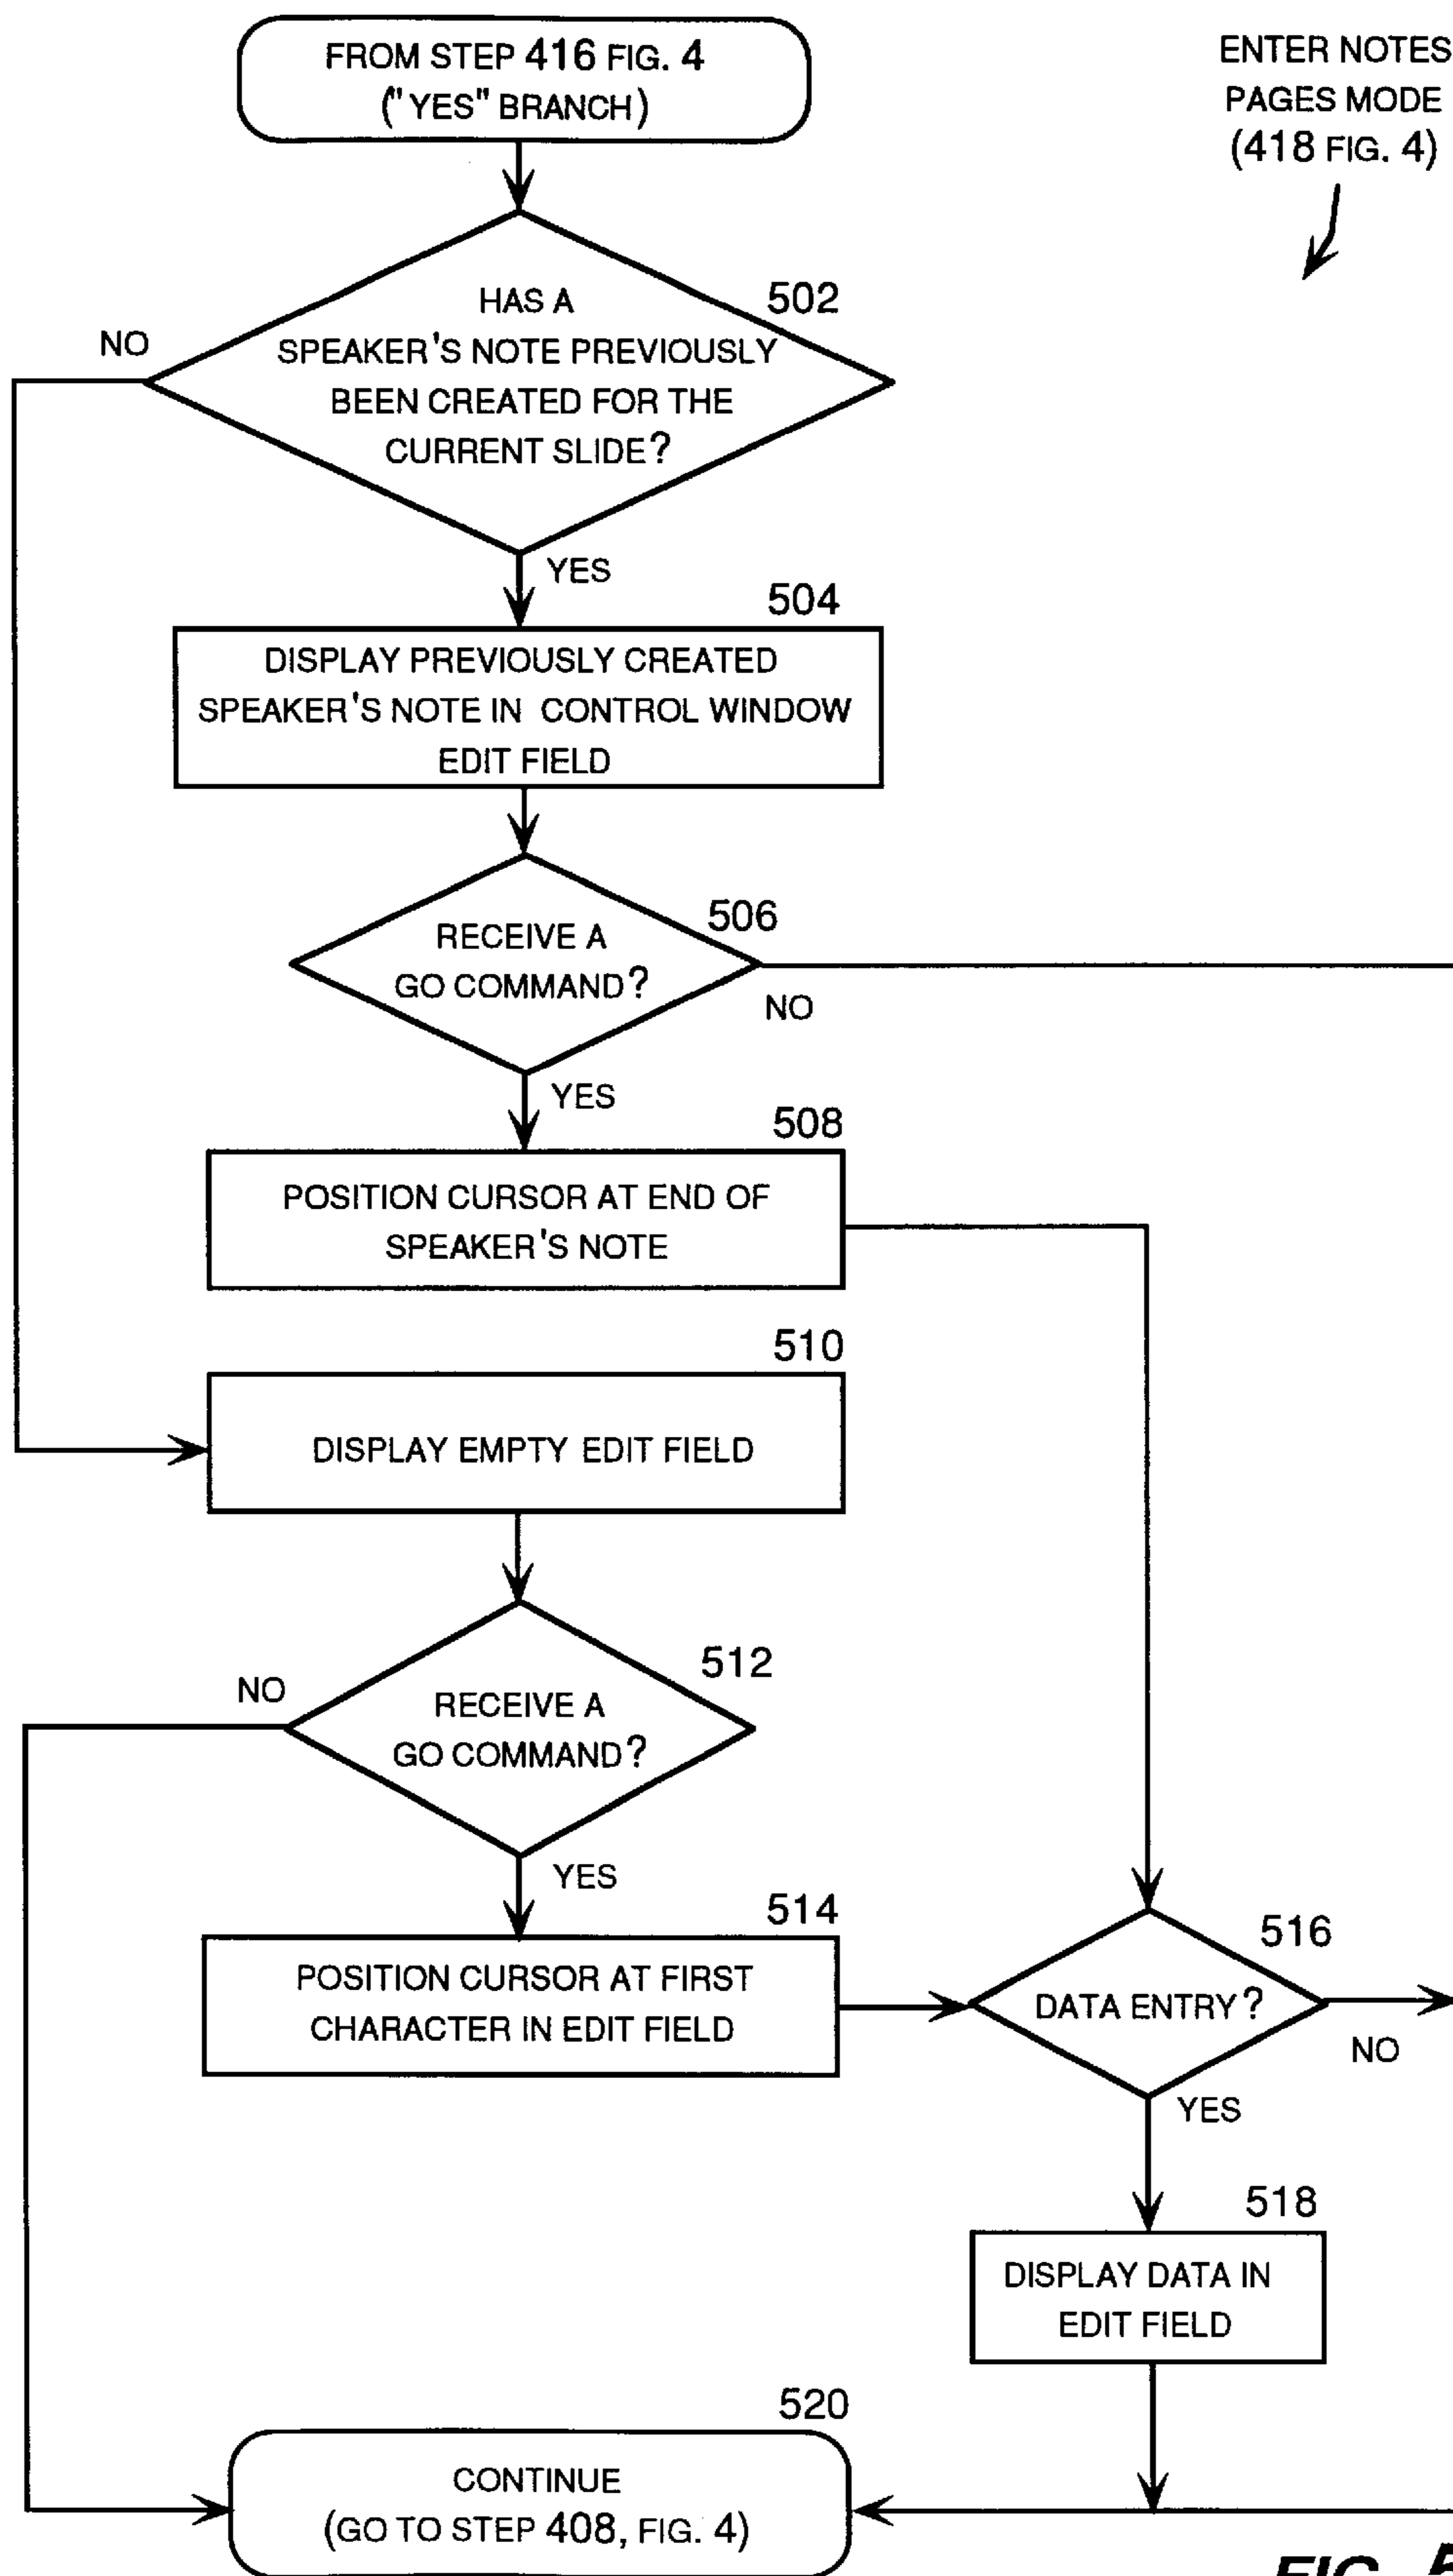 FROM STEP 416 FIG. 4
("YES" BRANCH)
ENTER NOTES
PAGES MODE
(418 FIG. 4)
502
HAS A
SPEAKER'S NOTE PREVIOUSLY
BEEN CREATED FOR THE
CURRENT SLIDE?
NO
YES
504
DISPLAY PREVIOUSLY CREATED
SPEAKER'S NOTE IN CONTROL WINDOW
EDIT FIELD
506
RECEIVE A
GO COMMAND?
NO
YES
508
POSITION CURSOR AT END OF
SPEAKER'S NOTE
510
DISPLAY EMPTY EDIT FIELD
512
NO
RECEIVE A
GO COMMAND?
YES
514
POSITION CURSOR AT FIRST
CHARACTER IN EDIT FIELD
516
DATA ENTRY?
NO
YES
518
DISPLAY DATA IN
EDIT FIELD
520
CONTINUE
(GO TO STEP 408, FIG. 4)
FIG. 5